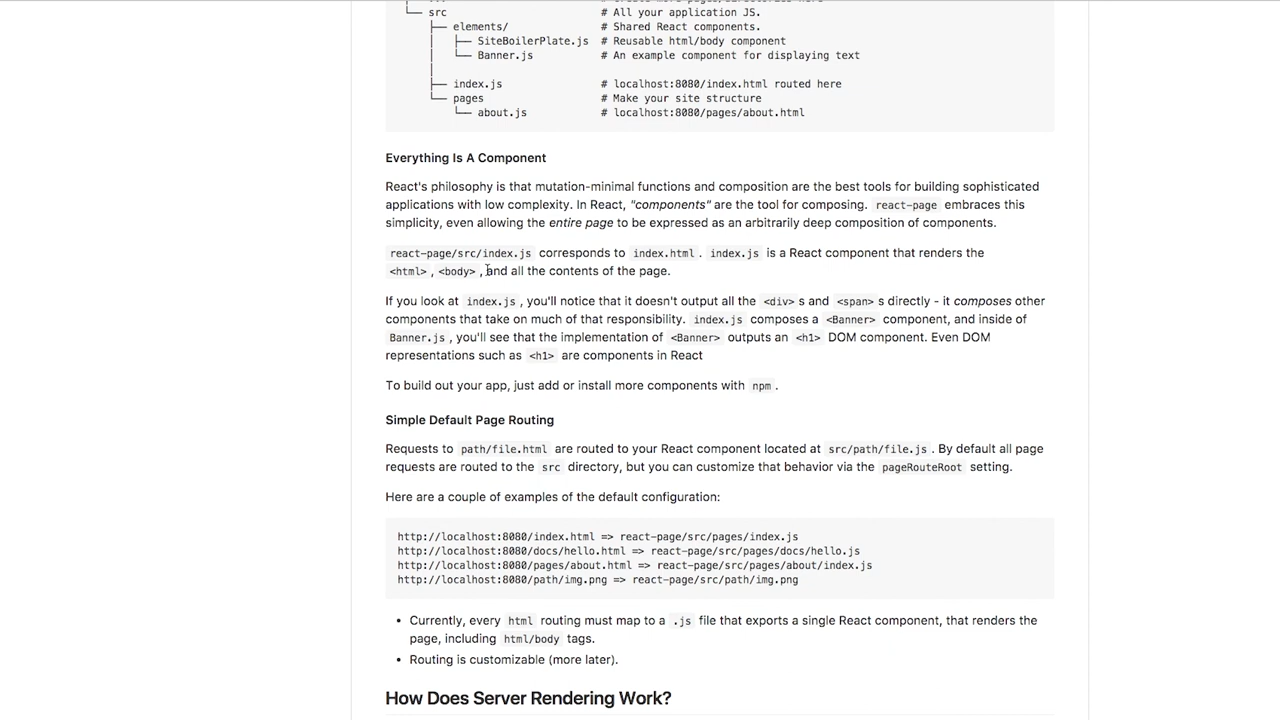 └── src # All your application JS.
├── elements/ # Shared React components.
│ ├── SiteBoilerPlate.js # Reusable html/body component
│ └── Banner.js # An example component for displaying text
│
├── index.js # localhost:8080/index.html routed here
└── pages # Make your site structure
└── about.js # localhost:8080/pages/about.html
Everything Is A Component
React's philosophy is that mutation-minimal functions and composition are the best tools for building sophisticated
applications with low complexity. In React, "components" are the tool for composing. react-page embraces this
simplicity, even allowing the entire page to be expressed as an arbitrarily deep composition of components.
react-page/src/index.js corresponds to index.html . index.js is a React component that renders the
<html> , <body> , and all the contents of the page.
If you look at index.js , you'll notice that it doesn't output all the <div> s and <span> s directly - it composes other
components that take on much of that responsibility. index.js composes a <Banner> component, and inside of
Banner.js , you'll see that the implementation of <Banner> outputs an <h1> DOM component. Even DOM
representations such as <h1> are components in React
To build out your app, just add or install more components with npm .
Simple Default Page Routing
Requests to path/file.html are routed to your React component located at src/path/file.js . By default all page
requests are routed to the src directory, but you can customize that behavior via the pageRouteRoot setting.
Here are a couple of examples of the default configuration:
http://localhost:8080/index.html => react-page/src/pages/index.js
http://localhost:8080/docs/hello.html => react-page/src/pages/docs/hello.js
http://localhost:8080/pages/about.html => react-page/src/pages/about/index.js
http://localhost:8080/path/img.png => react-page/src/path/img.png
• Currently, every html routing must map to a .js file that exports a single React component, that renders the
page, including html/body tags.
• Routing is customizable (more later).
How Does Server Rendering Work?